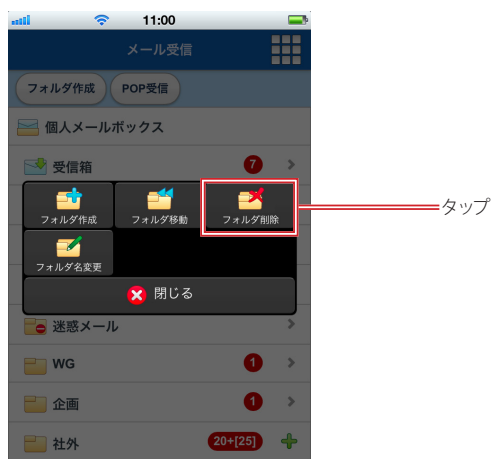 11:00
メール受信
フォルダ作成 POP受信
個人メールボックス
受信箱 7
フォルダ作成 フォルダ移動 フォルダ削除
タップ
フォルダ名変更
閉じる
迷惑メール
WG 1
企画 1
社外 20+[25]